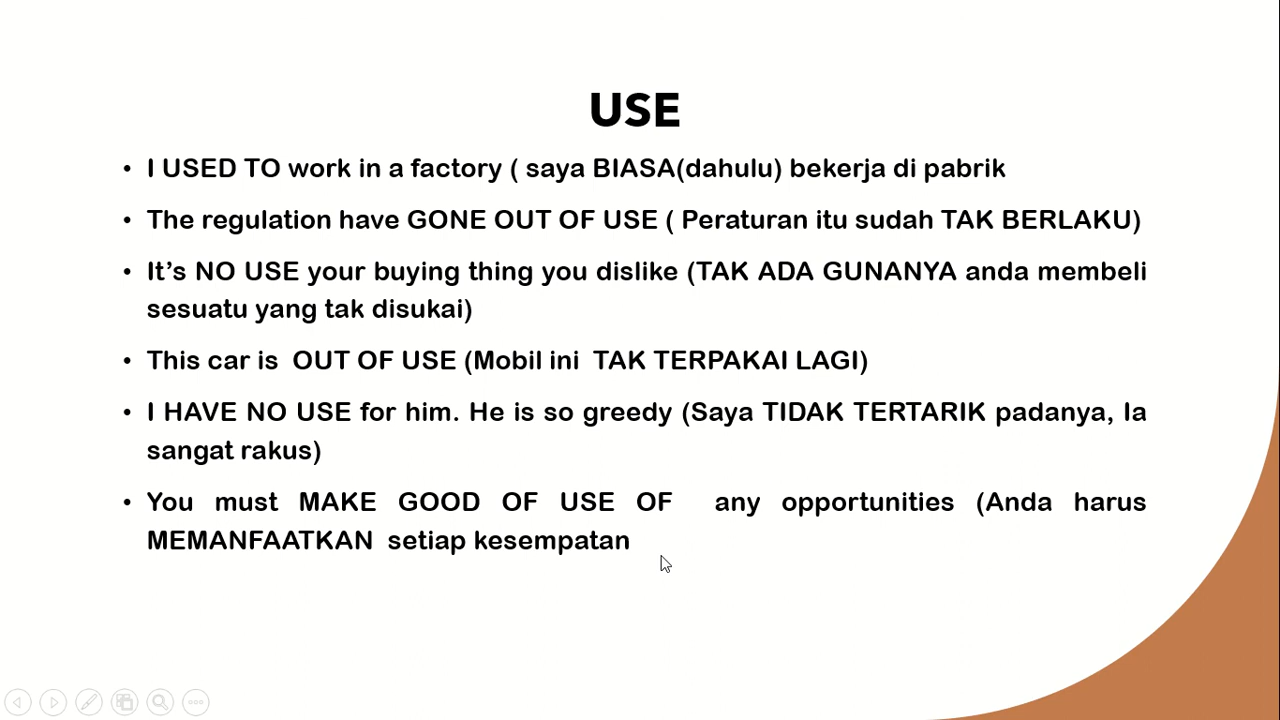 USE
• I USED TO work in a factory ( saya BIASA(dahulu) bekerja di pabrik
• The regulation have GONE OUT OF USE ( Peraturan itu sudah TAK BERLAKU)
• It’s NO USE your buying thing you dislike (TAK ADA GUNANYA anda membeli
sesuatu yang tak disukai)
• This car is OUT OF USE (Mobil ini TAK TERPAKAI LAGI)
• I HAVE NO USE for him. He is so greedy (Saya TIDAK TERTARIK padanya, Ia
sangat rakus)
• You must MAKE GOOD OF USE OF any opportunities (Anda harus
MEMANFAATKAN setiap kesempatan